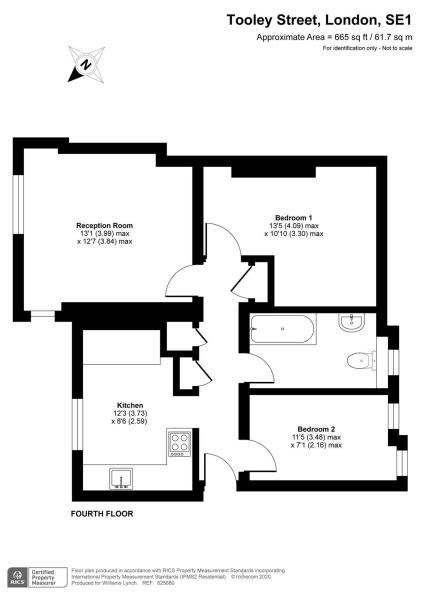 Tooley Street, London, SE1
Approximate Area = 665 sq ft / 61.7 sq m
For identification only - Not to scale
N
Reception Room
13'1 (3.99) max
x 12'7 (3.84) max
Bedroom 1
13'5 (4.09) max
x 10'10 (3.30) max
Kitchen
12'3 (3.73)
x 8'6 (2.59)
Bedroom 2
11'5 (3.48) max
x 7'1 (2.16) max
FOURTH FLOOR
RICS
Certified
Property
Measurer
Floor plan produced in accordance with RICS Property Measurement Standards incorporating
International Property Measurement Standards (IPMS2 Residential). © nichecom 2020.
Produced for Williams Lynch. REF: 625880